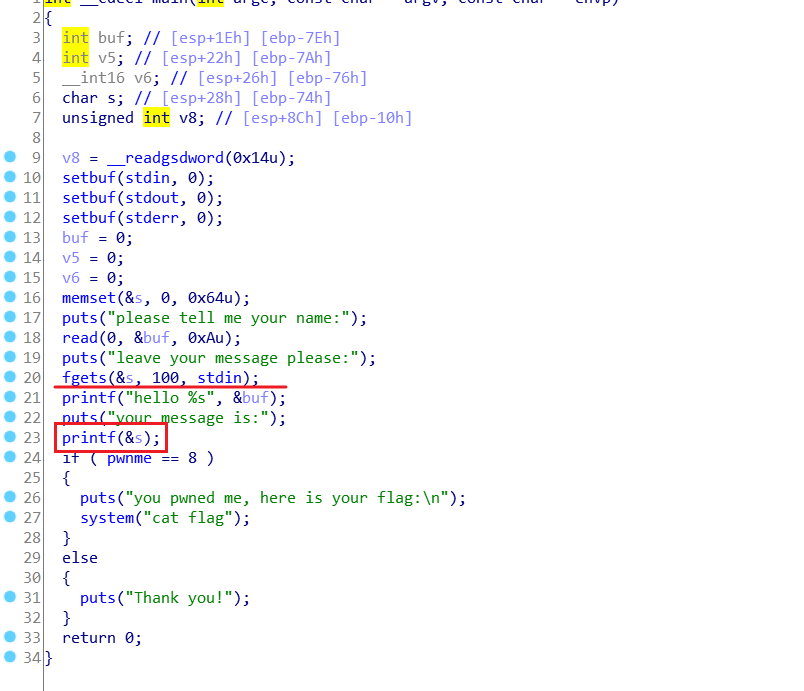 int __cdecl main(int argc, const char **argv, const char **envp)
2 {
3 int buf; // [esp+1Eh] [ebp-7Eh]
4 int v5; // [esp+22h] [ebp-7Ah]
5 __int16 v6; // [esp+26h] [ebp-76h]
6 char s; // [esp+28h] [ebp-74h]
7 unsigned int v8; // [esp+8Ch] [ebp-10h]
8
9 v8 = __readgsdword(0x14u);
10 setbuf(stdin, 0);
11 setbuf(stdout, 0);
12 setbuf(stderr, 0);
13 buf = 0;
14 v5 = 0;
15 v6 = 0;
16 memset(&s, 0, 0x64u);
17 puts("please tell me your name:");
18 read(0, &buf, 0xAu);
19 puts("leave your message please:");
20 fgets(&s, 100, stdin);
21 printf("hello %s", &buf);
22 puts("your message is:");
23 printf(&s);
24 if ( pwnme == 8 )
25 {
26 puts("you pwned me, here is your flag:\n");
27 system("cat flag");
28 }
29 else
30 {
31 puts("Thank you!");
32 }
33 return 0;
34 }